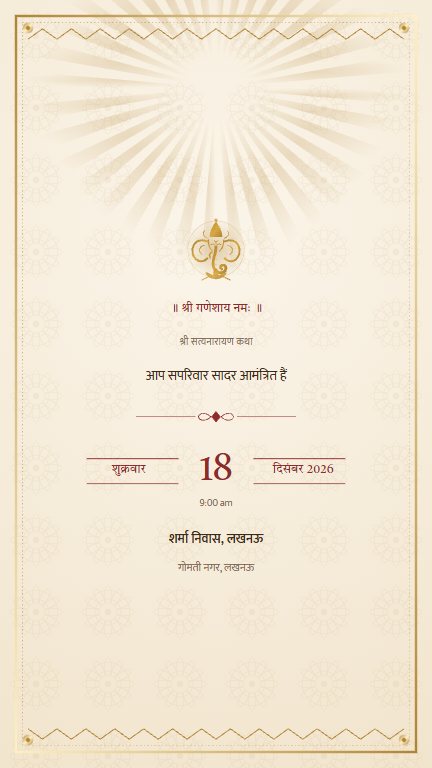 ॥ श्री गणेशाय नमः ॥
श्री सत्यनारायण कथा
आप सपरिवार सादर आमंत्रित हैं
शुक्रवार 18 दिसंबर 2026
9:00 am
शर्मा निवास, लखनऊ
गोमती नगर, लखनऊ